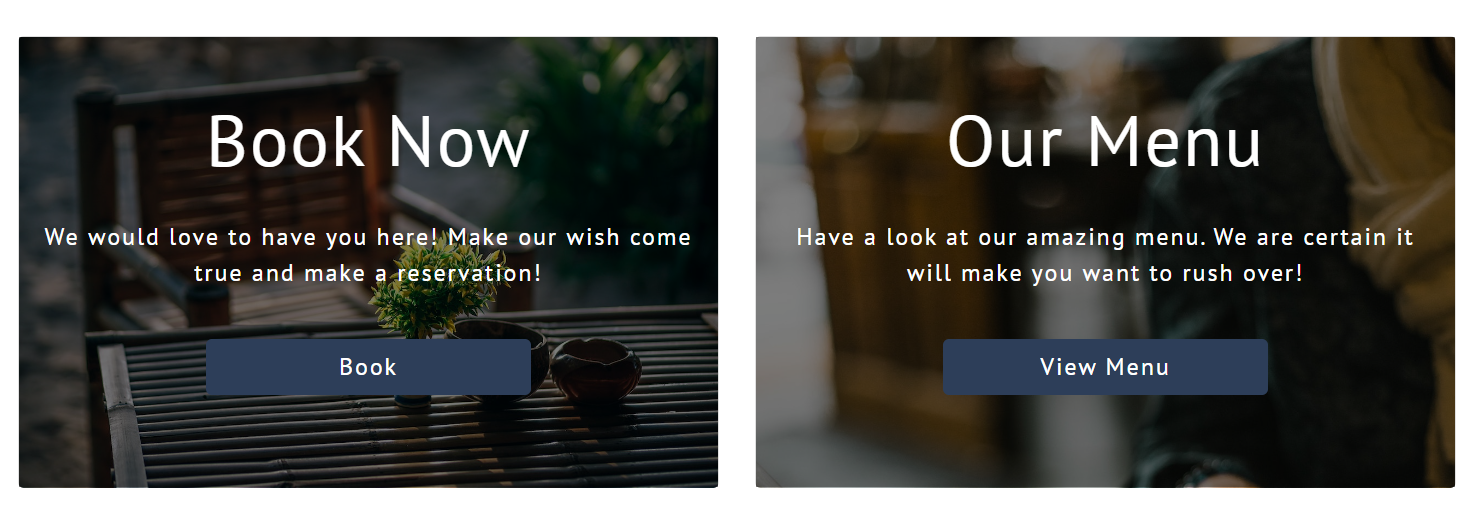 Book Now
We would love to have you here! Make our wish come
true and make a reservation!
Book
Our Menu
Have a look at our amazing menu. We are certain it
will make you want to rush over!
View Menu